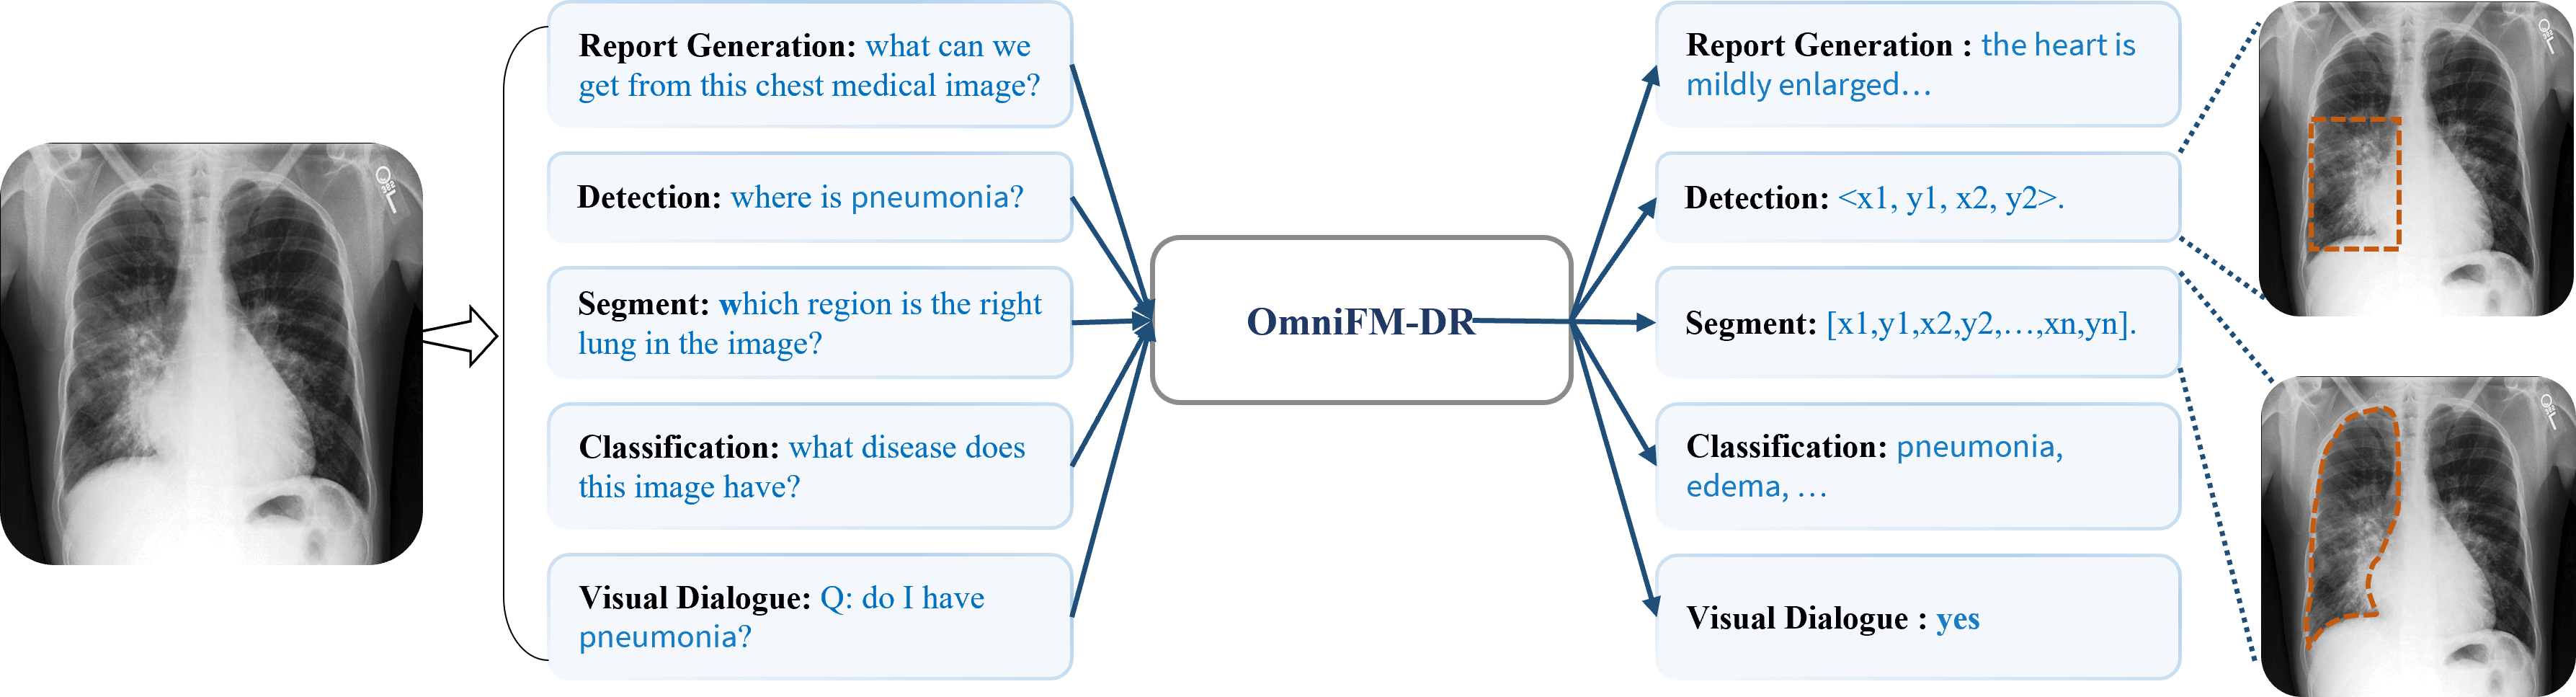 Report Generation: what can we
get from this chest medical image?
Detection: where is pneumonia?
Segment: which region is the right
lung in the image?
Classification: what disease does
this image have?
Visual Dialogue: Q: do I have
pneumonia?
OmniFM-DR
Report Generation : the heart is
mildly enlarged…
Detection: <x1, y1, x2, y2>.
Segment: [x1,y1,x2,y2,…,xn,yn].
Classification: pneumonia,
edema, …
Visual Dialogue : yes